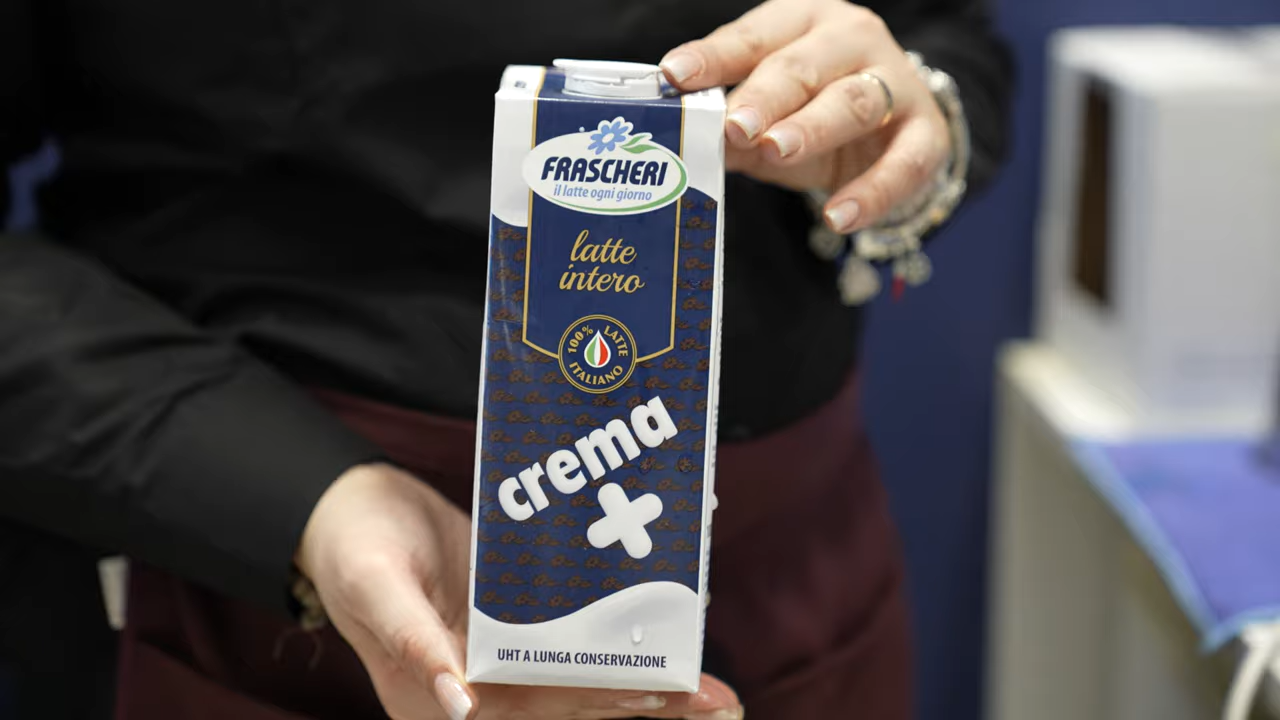 FRASCHERI
il latte ogni giorno
latte
intero
100% LATTE
ITALIANO
crema
+
UHT A LUNGA CONSERVAZIONE